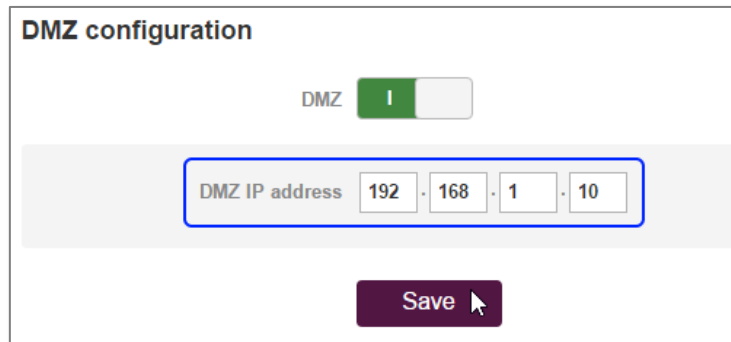 DMZ configuration
DMZ I
DMZ IP address 192 . 168 . 1 . 10
Save